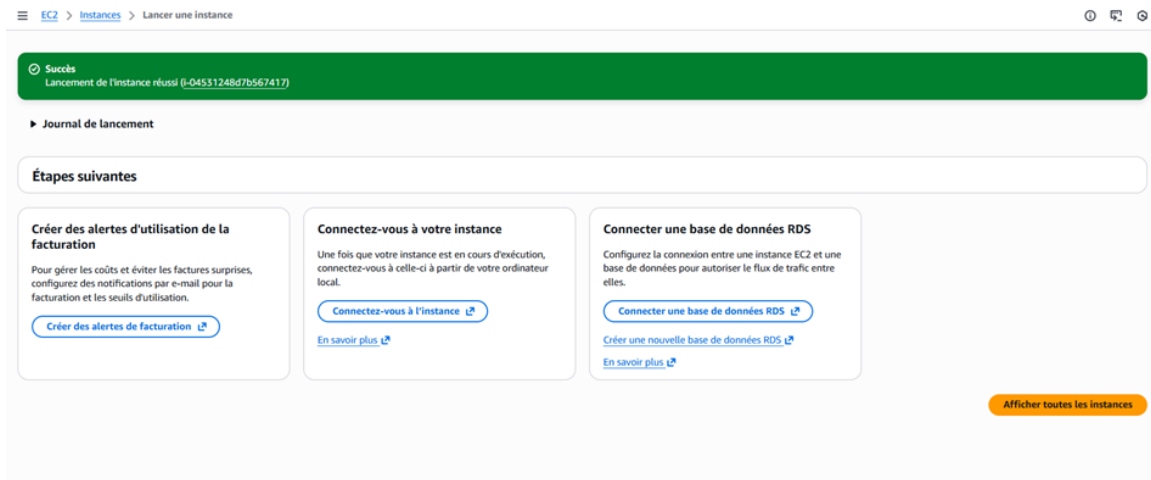 EC2 > Instances > Lancer une instance
Succès
Lancement de l'instance réussi (i-04531248d7b567417)
Journal de lancement
Étapes suivantes
Créer des alertes d'utilisation de la
facturation
Pour gérer les coûts et éviter les factures surprises,
configurez des notifications par e-mail pour la
facturation et les seuils d'utilisation.
Créer des alertes de facturation
Connectez-vous à votre instance
Une fois que votre instance est en cours d'exécution,
connectez-vous à celle-ci à partir de votre ordinateur
local.
Connectez-vous à l'instance
En savoir plus
Connecter une base de données RDS
Configurez la connexion entre une instance EC2 et une
base de données pour autoriser le flux de trafic entre
elles.
Connecter une base de données RDS
Créer une nouvelle base de données RDS
En savoir plus
Afficher toutes les instances